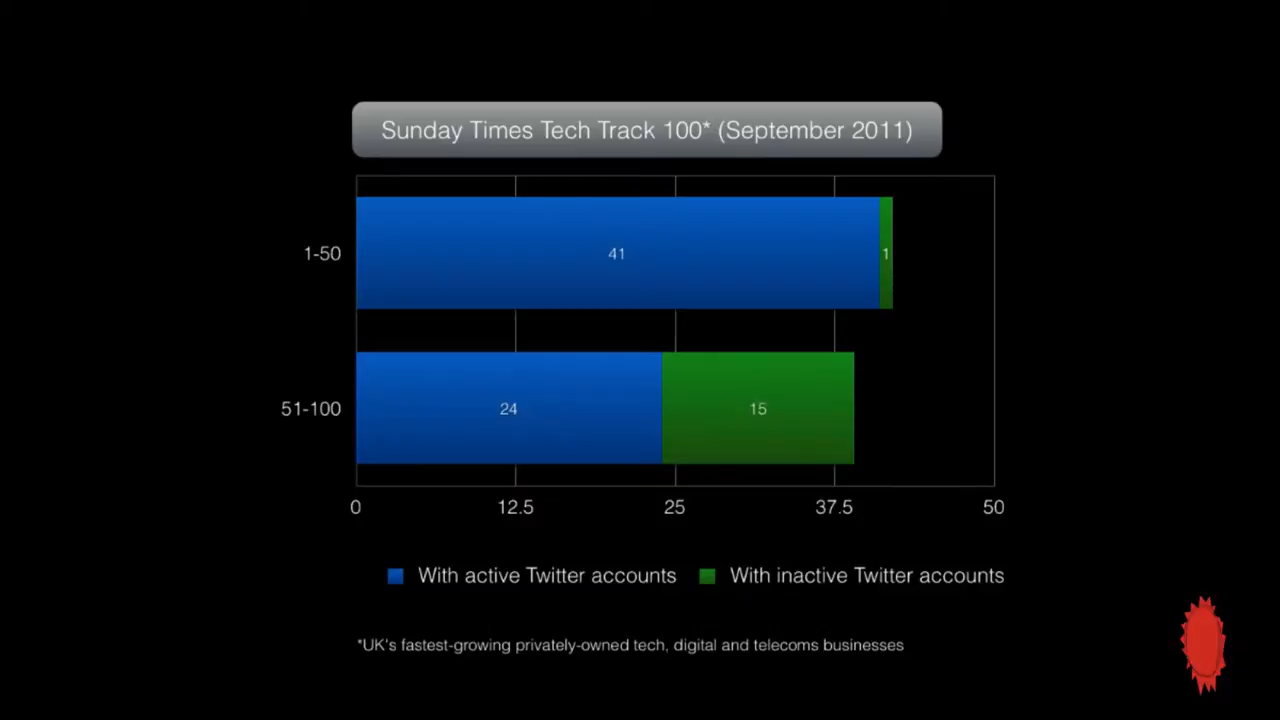 Sunday Times Tech Track 100* (September 2011)
1-50
41
1
51-100
24
15
0
12.5
25
37.5
50
With active Twitter accounts
With inactive Twitter accounts
*UK's fastest-growing privately-owned tech, digital and telecoms businesses